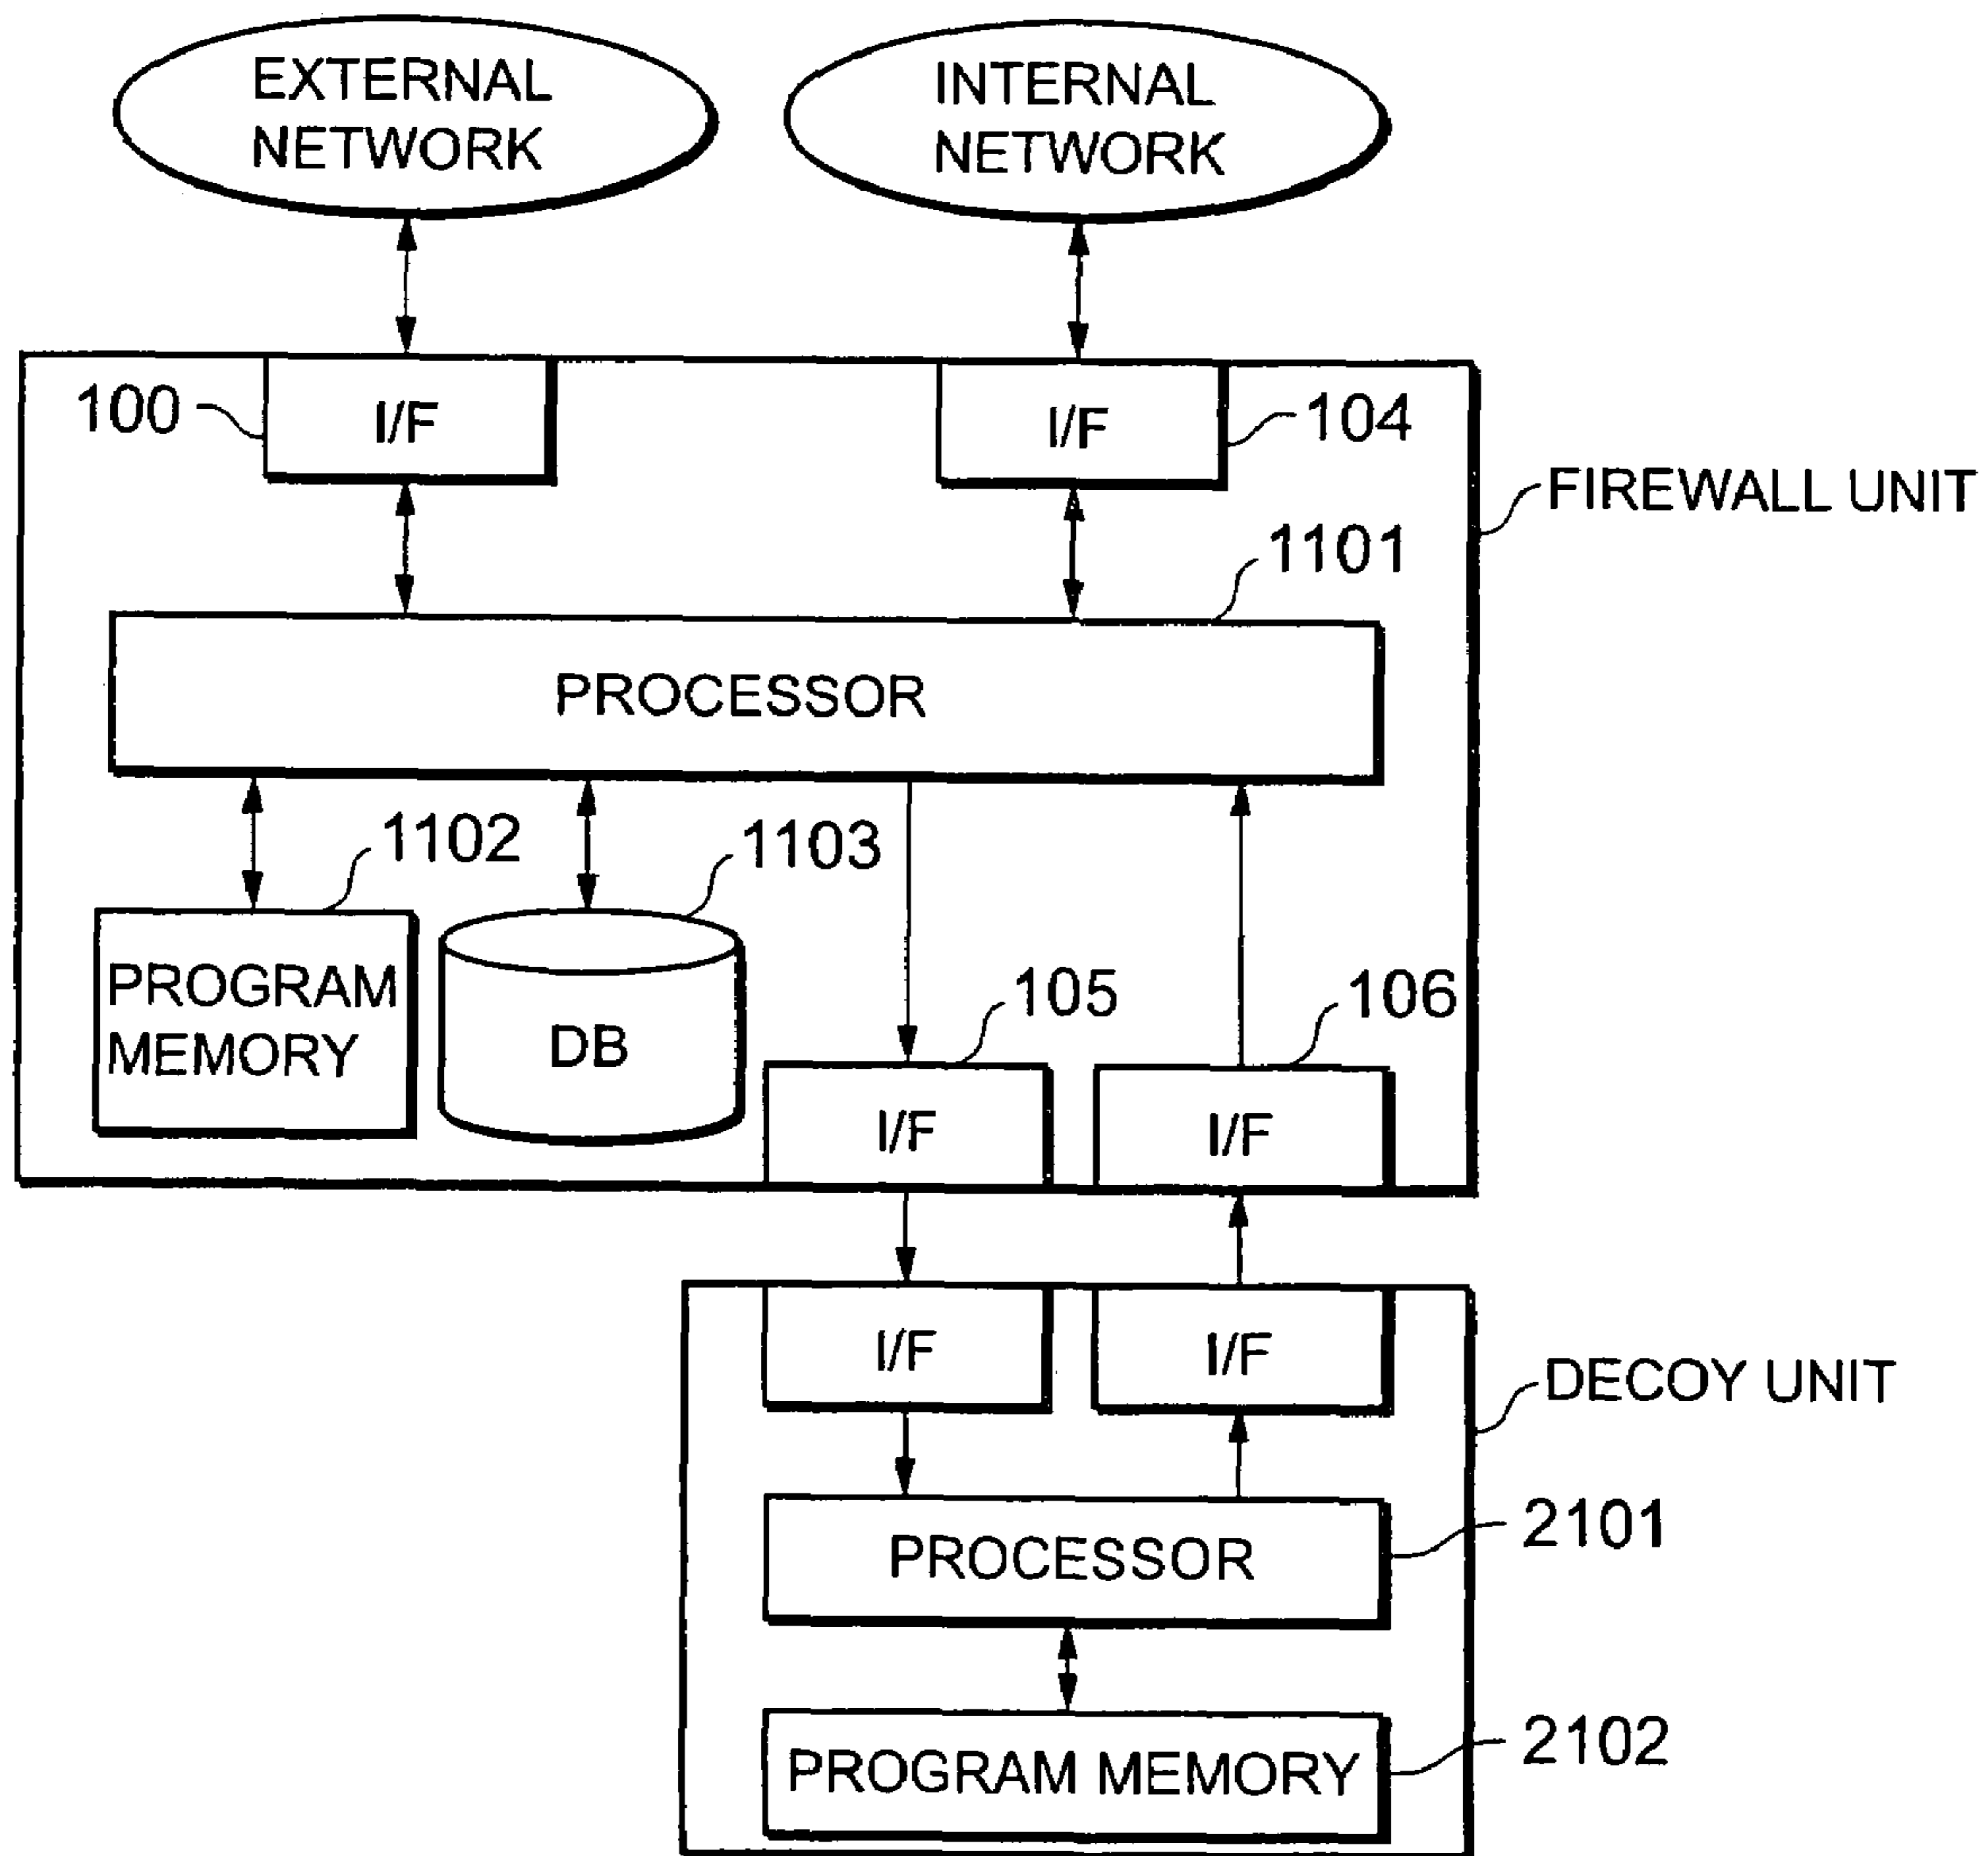 EXTERNAL
NETWORK
INTERNAL
NETWORK
100
I/F
I/F
104
FIREWALL UNIT
1101
PROCESSOR
1102
1103
PROGRAM
MEMORY
DB
105
106
I/F
I/F
I/F
I/F
DECOY UNIT
PROCESSOR
2101
PROGRAM MEMORY
2102